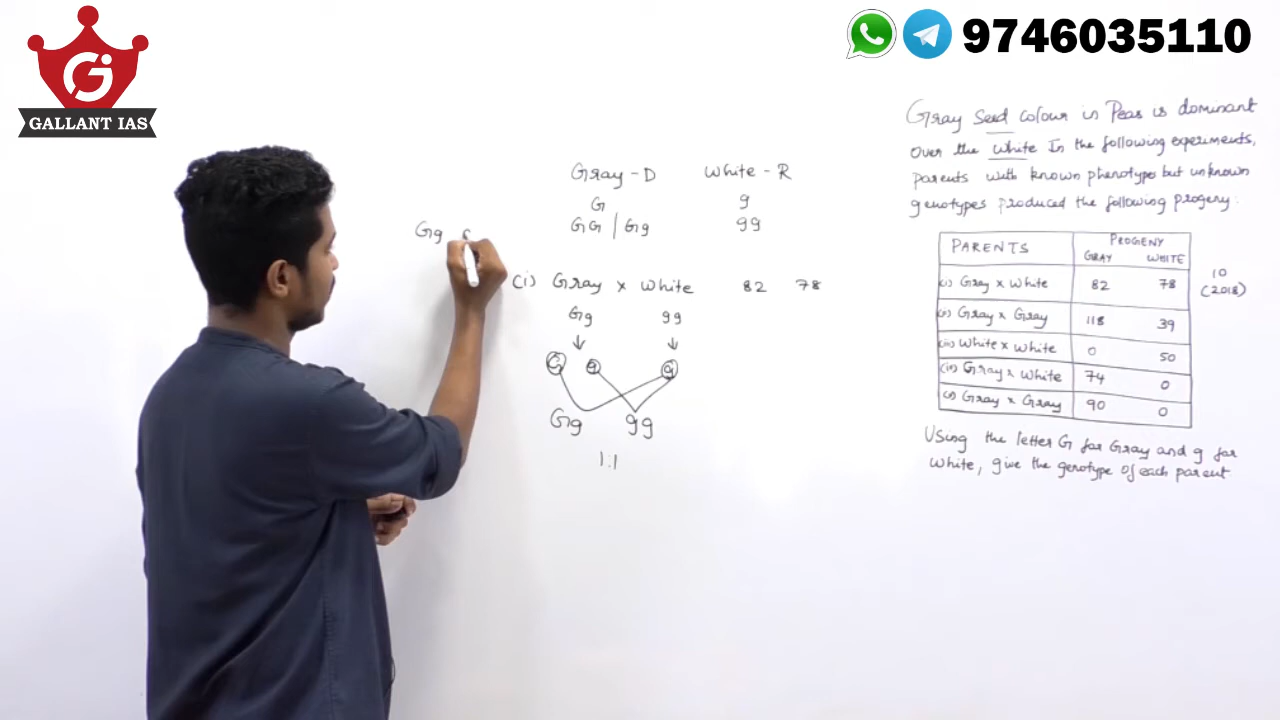 GALLANT IAS
9746035110
Gray Seed colour in Peas is dominant
over the white In the following experiments,
parents with known phenotype but unknown
genotypes produced the following progeny:
PARENTS PROGENY
GRAY WHITE
(i) Gray x White 82 78
(ii) Gray x Gray 118 39
(iii) White x White 0 50
(iv) Gray x White 74 0
(v) Gray x Gray 90 0
10
(2018)
Using the letter G for Gray and g for
White, give the genotype of each parent
Gray - D White - R
G g
GG | Gg gg
Gg
(i) Gray x White 82 78
Gg gg
G g g
Gg gg
1:1